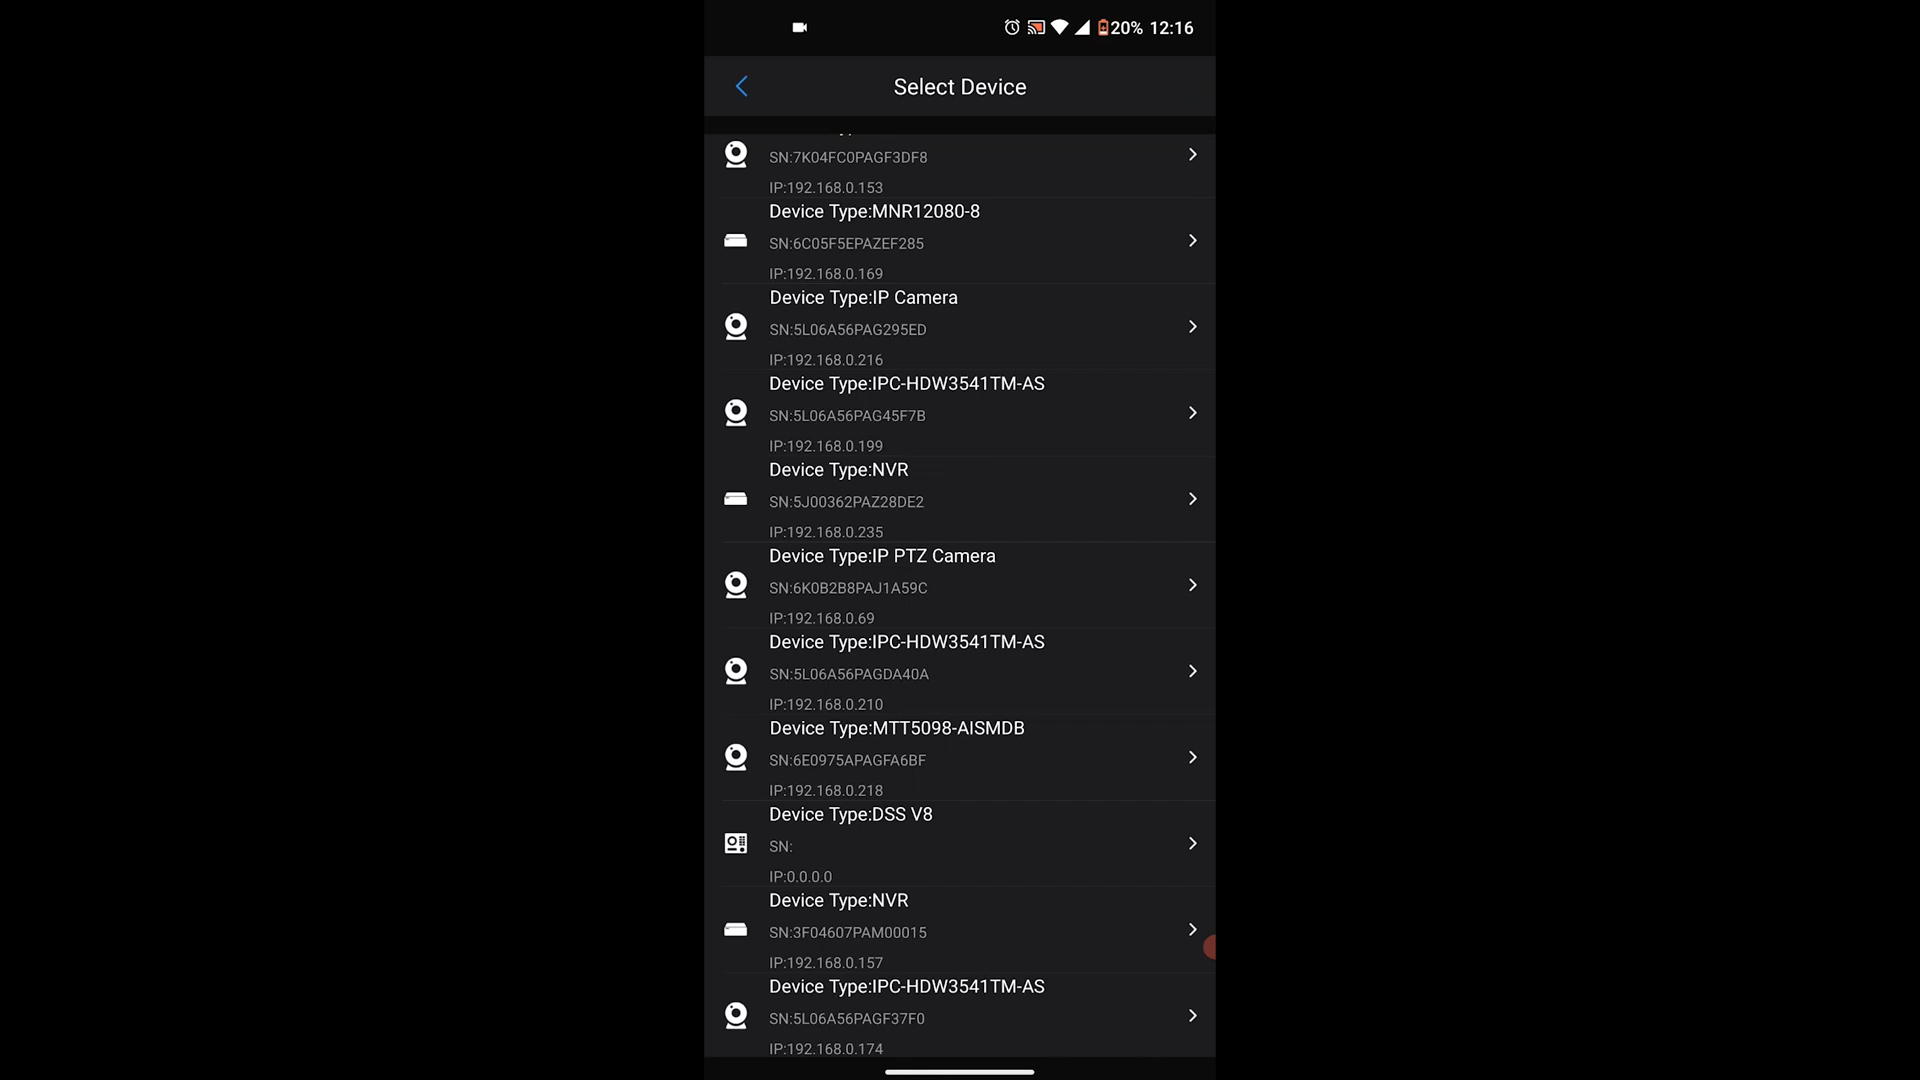 20% 12:16
Select Device
SN:7K04FC0PAGF3DF8
IP:192.168.0.153
Device Type:MNR12080-8
SN:6C05F5EPAZEF285
IP:192.168.0.169
Device Type:IP Camera
SN:5L06A56PAG295ED
IP:192.168.0.216
Device Type:IPC-HDW3541TM-AS
SN:5L06A56PAG45F7B
IP:192.168.0.199
Device Type:NVR
SN:5J00362PAZ28DE2
IP:192.168.0.235
Device Type:IP PTZ Camera
SN:6K0B2B8PAJ1A59C
IP:192.168.0.69
Device Type:IPC-HDW3541TM-AS
SN:5L06A56PAGDA40A
IP:192.168.0.210
Device Type:MTT5098-AISMDB
SN:6E0975APAGFA6BF
IP:192.168.0.218
Device Type:DSS V8
SN:
IP:0.0.0.0
Device Type:NVR
SN:3F04607PAM00015
IP:192.168.0.157
Device Type:IPC-HDW3541TM-AS
SN:5L06A56PAGF37F0
IP:192.168.0.174